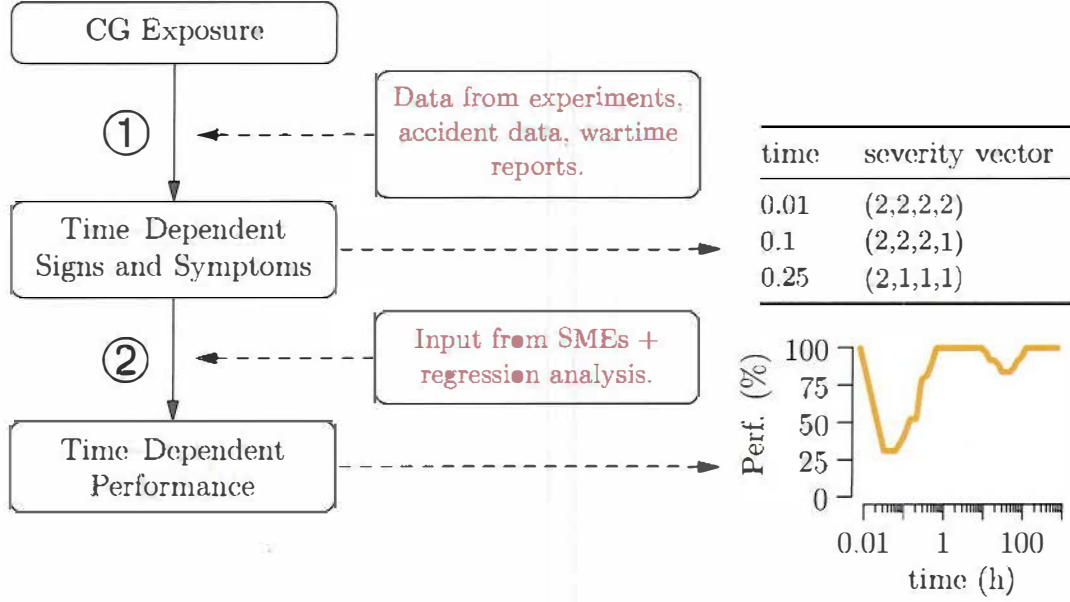 CG Exposure
①
Data from experiments,
accident data, wartime
reports.
Time Dependent
Signs and Symptoms
time severity vector
0.01 (2,2,2,2)
0.1 (2,2,2,1)
0.25 (2,1,1,1)
②
Input from SMEs +
regression analysis.
Time Dependent
Performance
Perf. (%)
100
75
50
25
0
0.01 1 100
time (h)